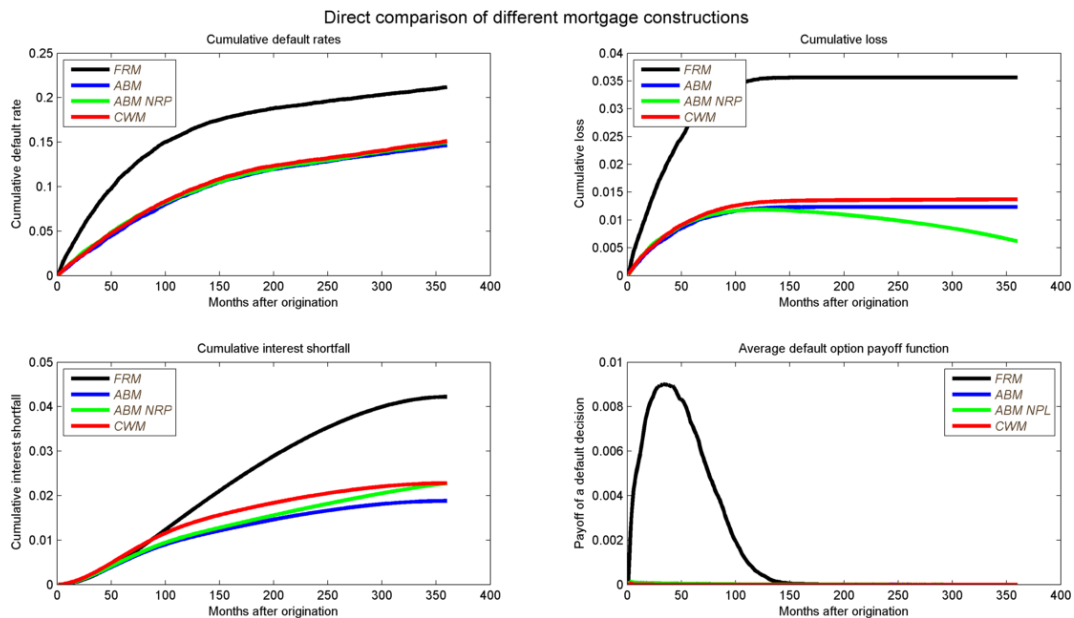 Direct comparison of different mortgage constructions
Cumulative default rates
0.25
0.2
0.15
0.1
0.05
0
Cumulative default rate
FRM
ABM
ABM NRP
CWM
0 50 100 150 200 250 300 350 400
Months after origination
Cumulative loss
0.04
0.035
0.03
0.025
0.02
0.015
0.01
0.005
0
Cumulative loss
FRM
ABM
ABM NRP
CWM
0 50 100 150 200 250 300 350 400
Months after origination
Cumulative interest shortfall
0.05
0.04
0.03
0.02
0.01
0
Cumulative interest shortfall
FRM
ABM
ABM NRP
CWM
0 50 100 150 200 250 300 350 400
Months after origination
Average default option payoff function
0.01
0.008
0.006
0.004
0.002
0
Payoff of a default decision
FRM
ABM
ABM NPL
CWM
0 50 100 150 200 250 300 350 400
Months after origination